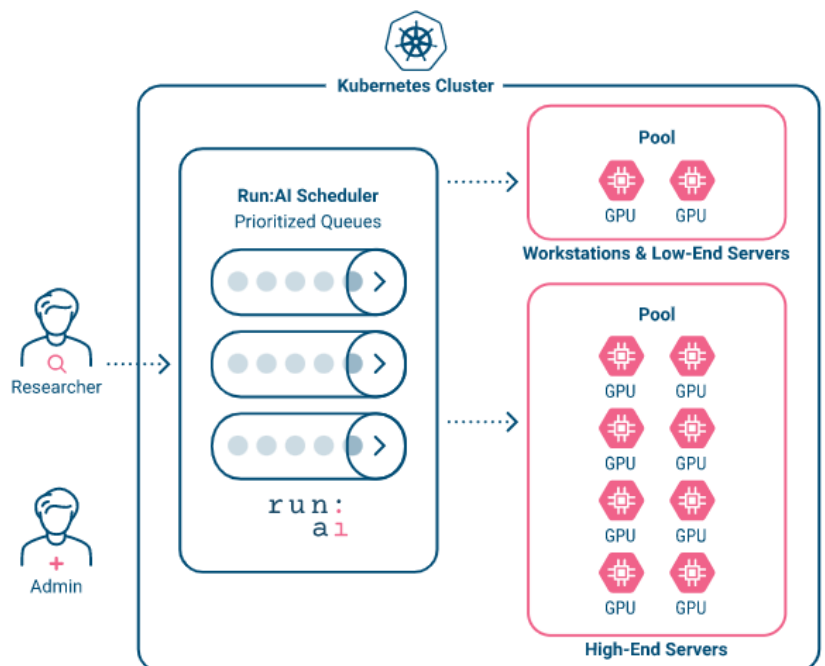 Kubernetes Cluster
Run:AI Scheduler
Prioritized Queues
run:
ai
Researcher
Admin
Pool
GPU GPU
Workstations & Low-End Servers
Pool
GPU GPU
GPU GPU
GPU GPU
GPU GPU
High-End Servers